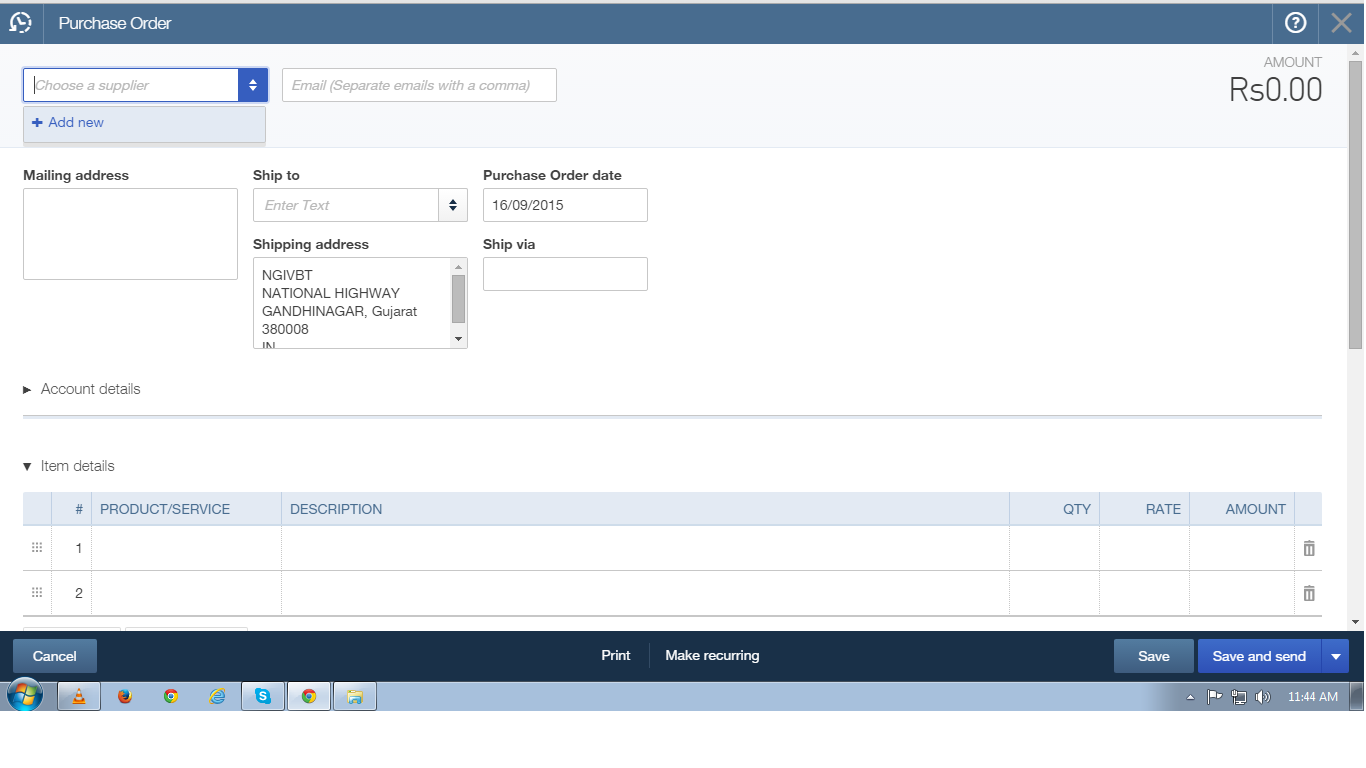 Purchase Order
?
Choose a supplier
Email (Separate emails with a comma)
AMOUNT
Rs0.00
+ Add new
Mailing address
Ship to
Purchase Order date
Enter Text
16/09/2015
Shipping address
Ship via
NGIVBT
NATIONAL HIGHWAY
GANDHINAGAR, Gujarat
380008
IN
Account details
Item details
# PRODUCT/SERVICE DESCRIPTION QTY RATE AMOUNT
1
2
Cancel
Print
Make recurring
Save
Save and send
11:44 AM